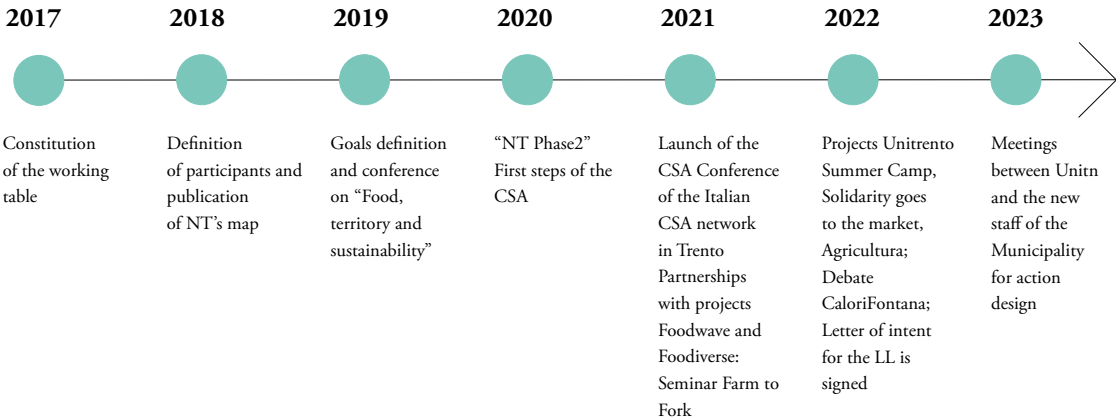 2017
Constitution
of the working
table
2018
Definition
of participants and
publication
of NT’s map
2019
Goals definition
and conference
on “Food,
territory and
sustainability”
2020
“NT Phase2”
First steps of the
CSA
2021
Launch of the
CSA Conference
of the Italian
CSA network
in Trento
Partnerships
with projects
Foodwave and
Foodiverse:
Seminar Farm to
Fork
2022
Projects Unitrento
Summer Camp,
Solidarity goes
to the market,
Agricultura;
Debate
CaloriFontana;
Letter of intent
for the LL is
signed
2023
Meetings
between Unitn
and the new
staff of the
Municipality
for action
design